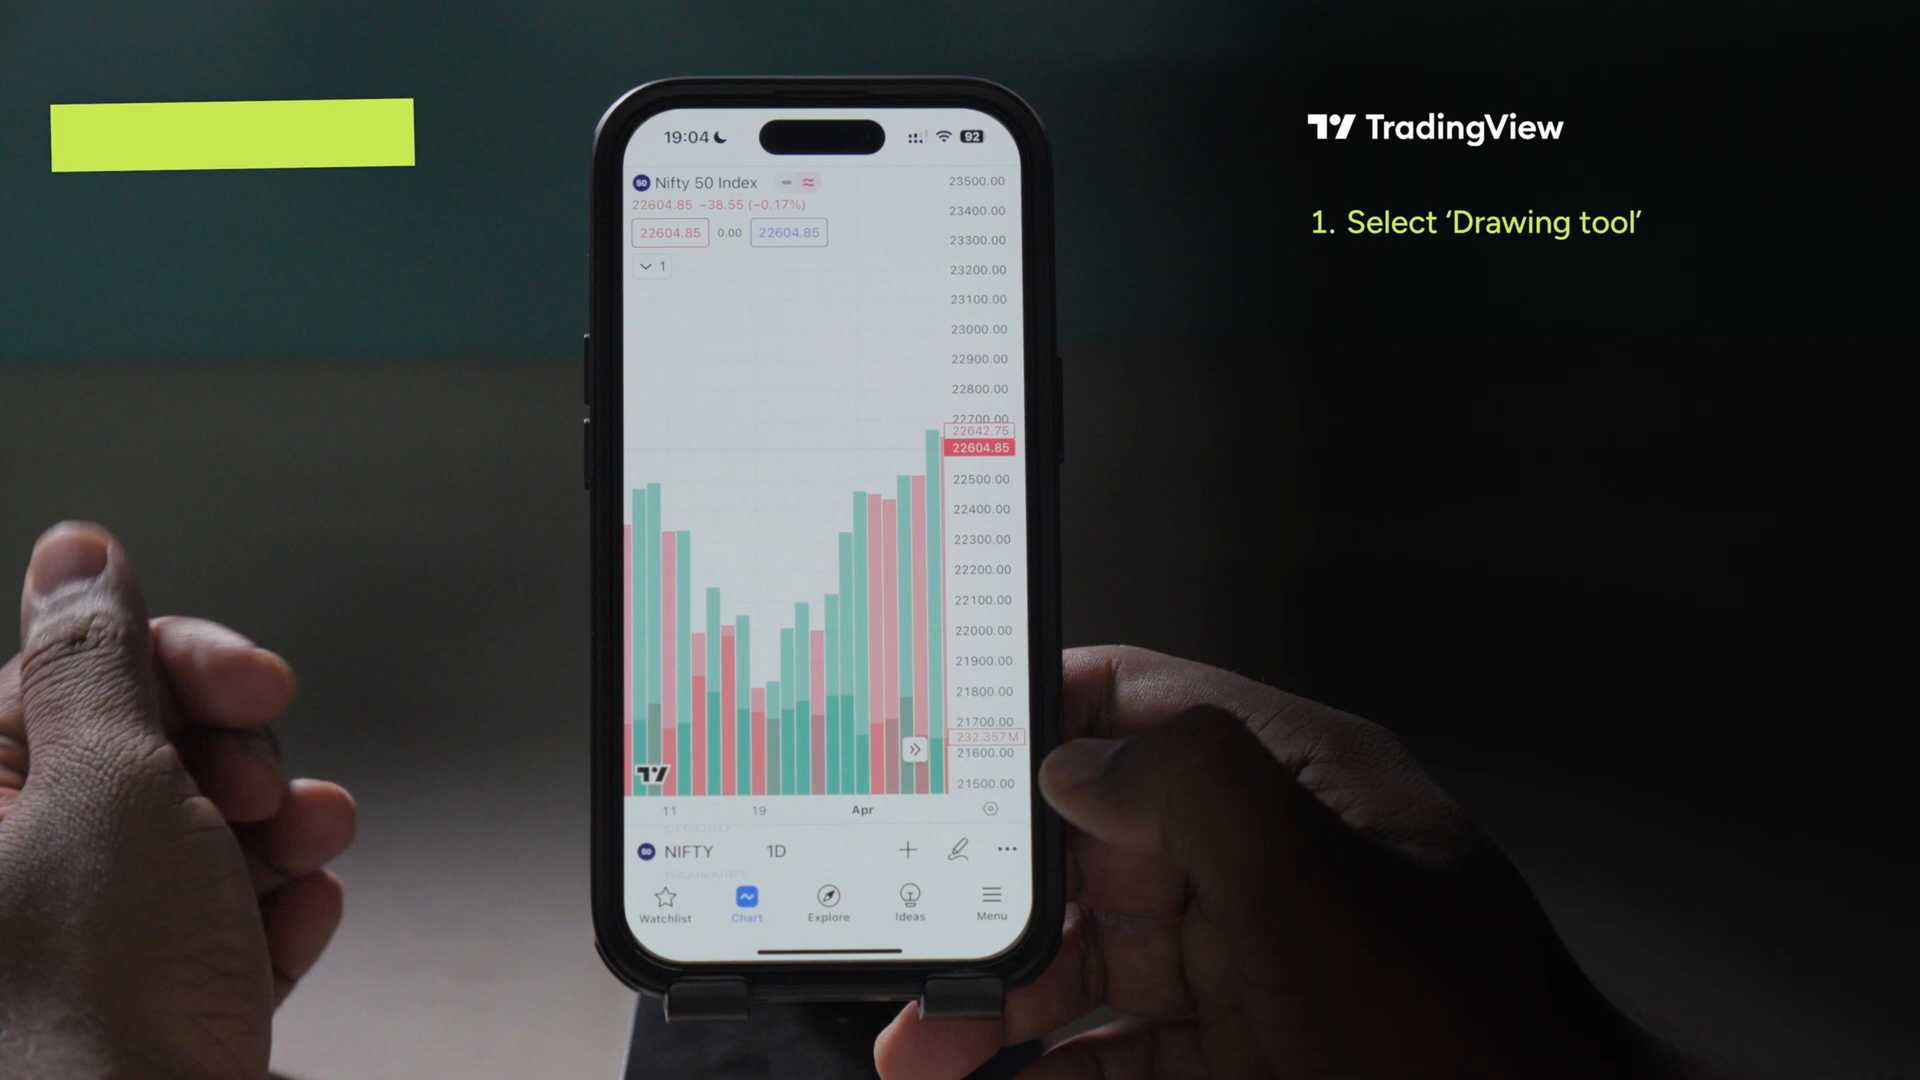 TradingView
1. Select ‘Drawing tool’
19:04
92
50 Nifty 50 Index
22604.85 −38.55 (−0.17%)
22604.85 0.00 22604.85
1
23500.00
23400.00
23300.00
23200.00
23100.00
23000.00
22900.00
22800.00
22700.00
22642.75
22604.85
22500.00
22400.00
22300.00
22200.00
22100.00
22000.00
21900.00
21800.00
21700.00
232.357M
21600.00
21500.00
11 19 Apr
50 NIFTY 1D
Watchlist Chart Explore Ideas Menu